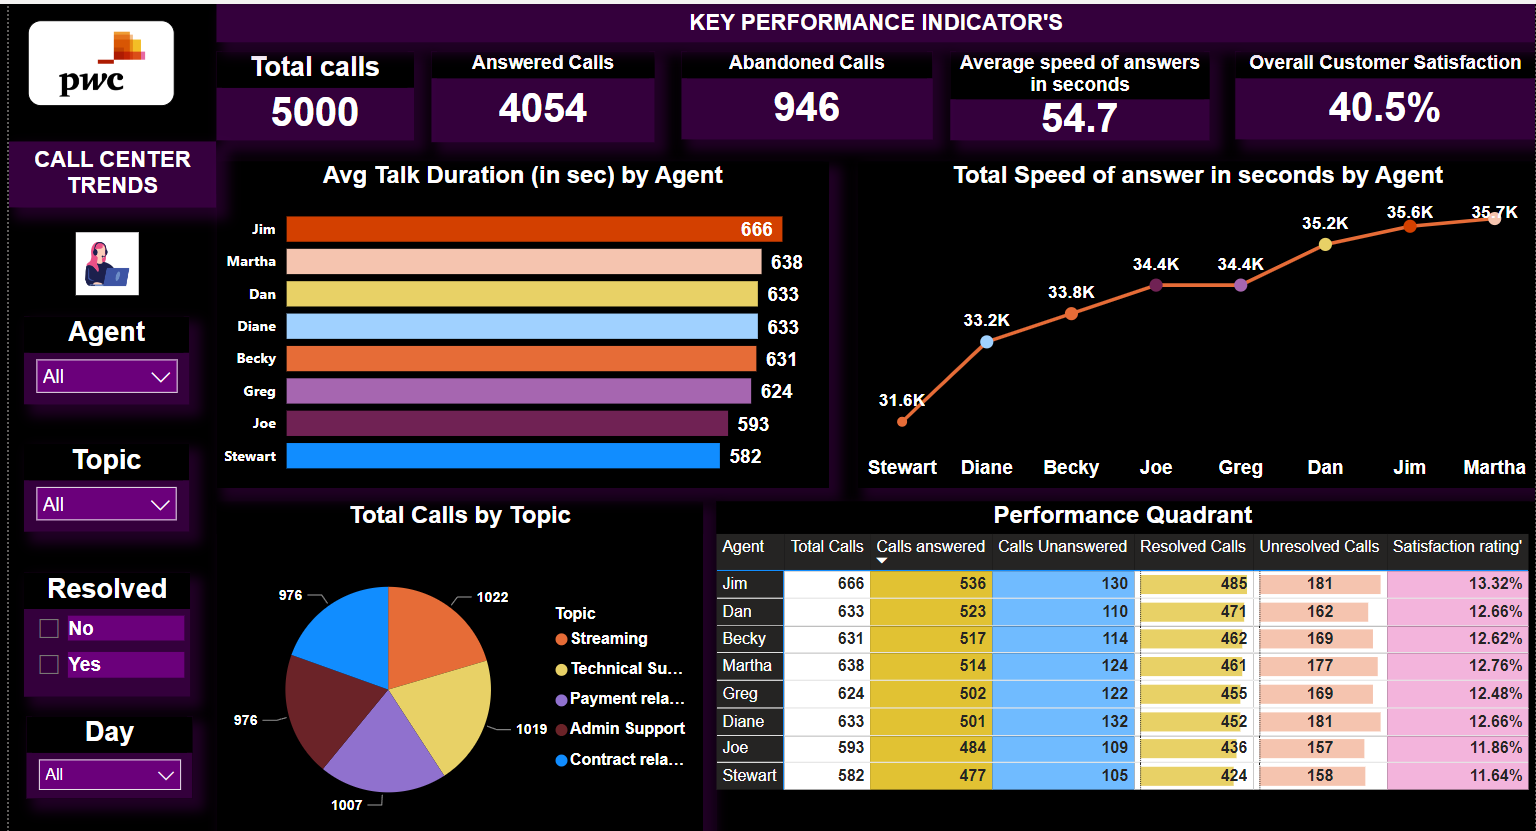 KEY PERFORMANCE INDICATOR'S
pwc
Total calls
5000
Answered Calls
4054
Abandoned Calls
946
Average speed of answers
in seconds
54.7
Overall Customer Satisfaction
40.5%
CALL CENTER
TRENDS
Agent
All
Topic
All
Resolved
No
Yes
Day
All
Avg Talk Duration (in sec) by Agent
Jim 666
Martha 638
Dan 633
Diane 633
Becky 631
Greg 624
Joe 593
Stewart 582
Total Speed of answer in seconds by Agent
31.6K 33.2K 33.8K 34.4K 34.4K 35.2K 35.6K 35.7K
Stewart Diane Becky Joe Greg Dan Jim Martha
Total Calls by Topic
1022
1019
1007
976
976
Topic
Streaming
Technical Su...
Payment rela...
Admin Support
Contract rela...
Performance Quadrant
Agent Total Calls Calls answered Calls Unanswered Resolved Calls Unresolved Calls Satisfaction rating'
Jim 666 536 130 485 181 13.32%
Dan 633 523 110 471 162 12.66%
Becky 631 517 114 462 169 12.62%
Martha 638 514 124 461 177 12.76%
Greg 624 502 122 455 169 12.48%
Diane 633 501 132 452 181 12.66%
Joe 593 484 109 436 157 11.86%
Stewart 582 477 105 424 158 11.64%